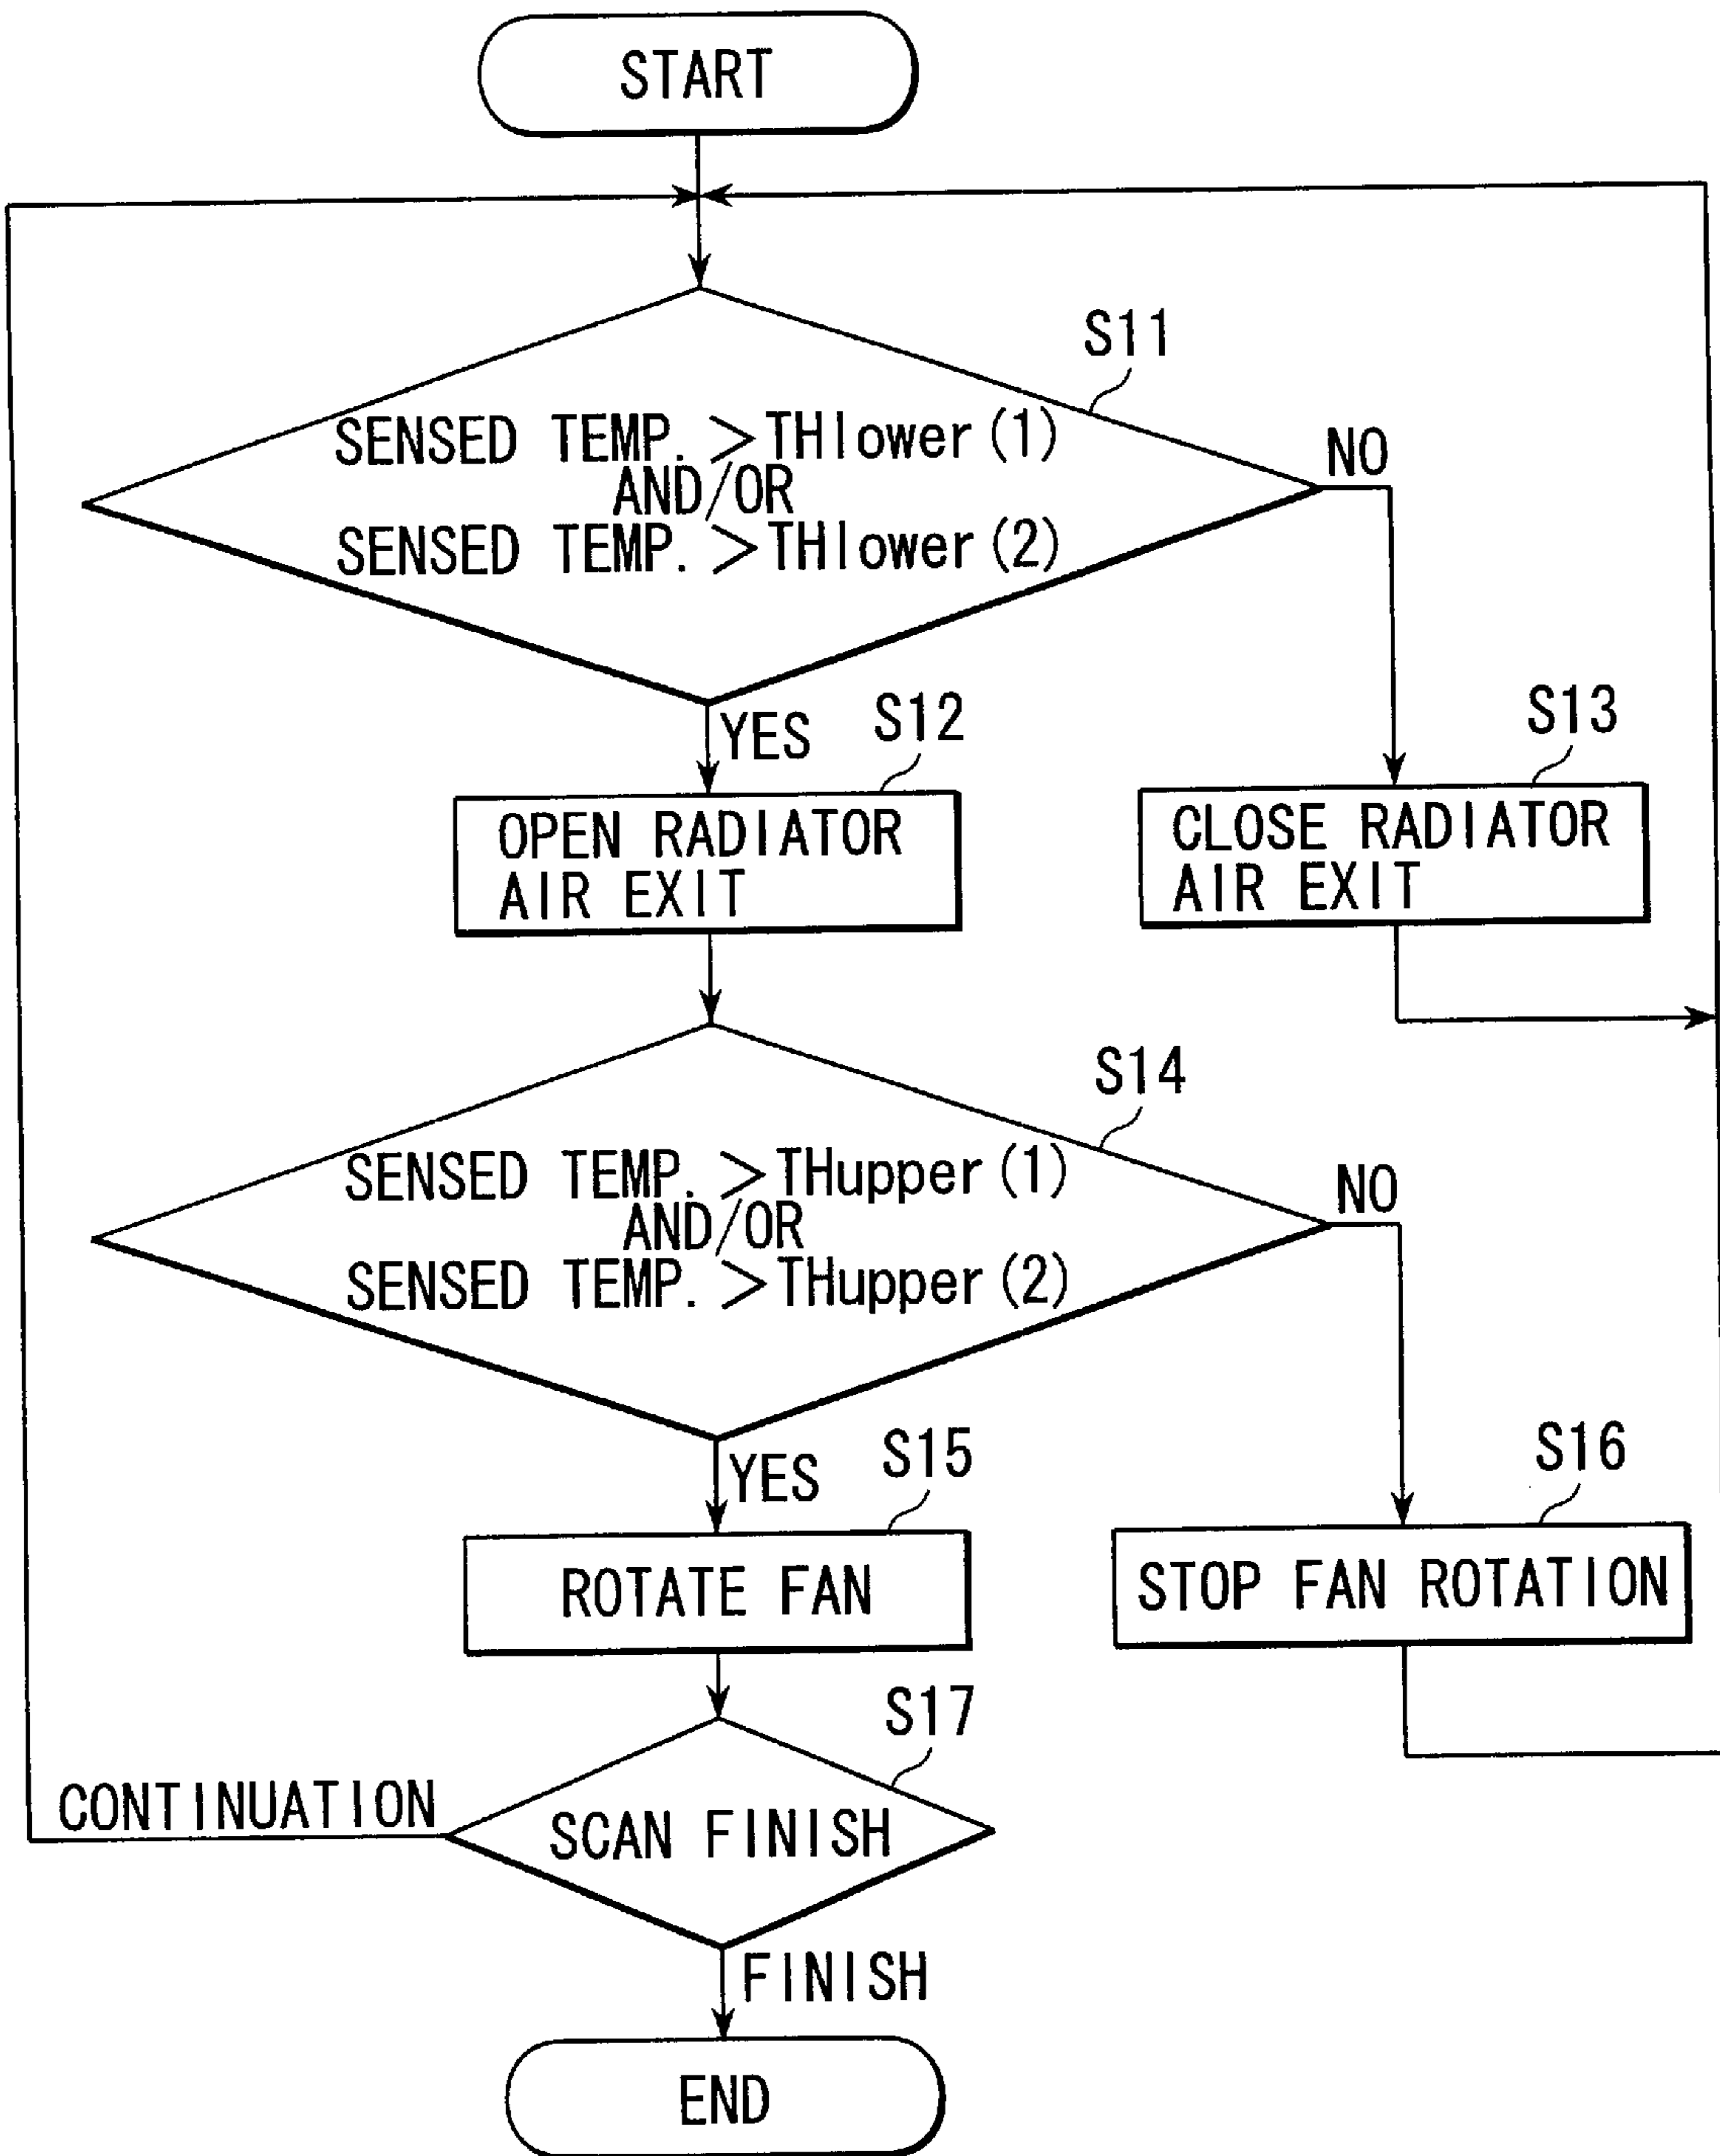 START
S11
SENSED TEMP. >THlower(1)
AND/OR
SENSED TEMP. >THlower(2)
NO
YES
S12
OPEN RADIATOR
AIR EXIT
S13
CLOSE RADIATOR
AIR EXIT
S14
SENSED TEMP. >THupper(1)
AND/OR
SENSED TEMP. >THupper(2)
NO
YES
S15
ROTATE FAN
S16
STOP FAN ROTATION
S17
SCAN FINISH
CONTINUATION
FINISH
END